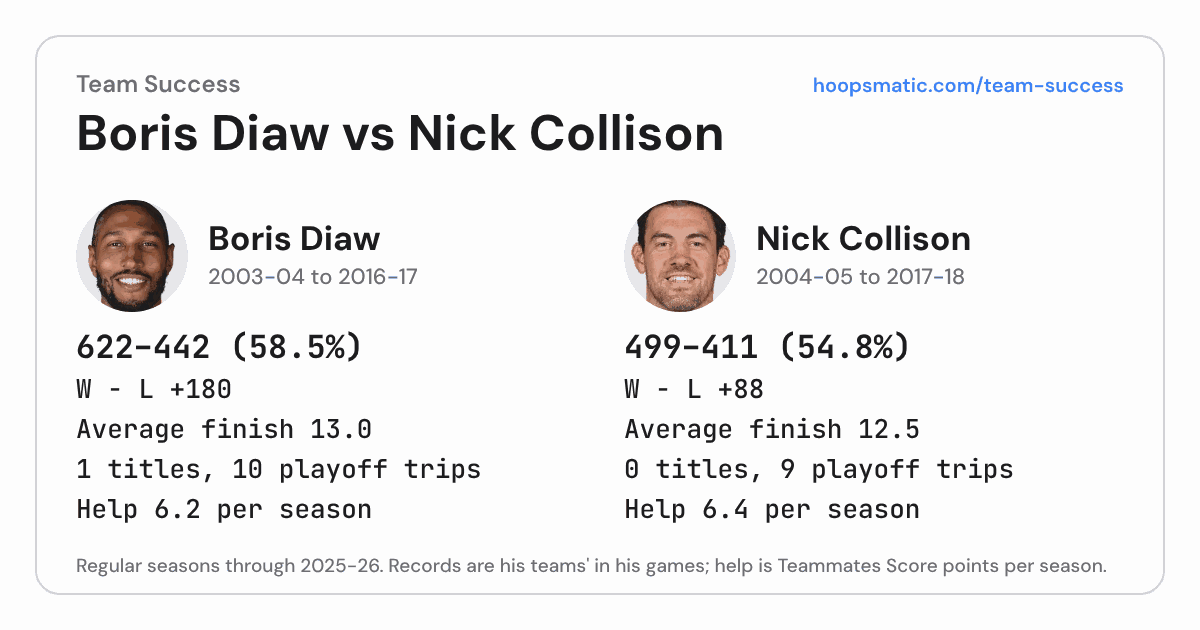 Team Success
hoopsmatic.com/team-success
Boris Diaw vs Nick Collison
Boris Diaw
2003-04 to 2016-17
622-442 (58.5%)
W - L +180
Average finish 13.0
1 titles, 10 playoff trips
Help 6.2 per season
Nick Collison
2004-05 to 2017-18
499-411 (54.8%)
W - L +88
Average finish 12.5
0 titles, 9 playoff trips
Help 6.4 per season
Regular seasons through 2025-26. Records are his teams' in his games; help is Teammates Score points per season.